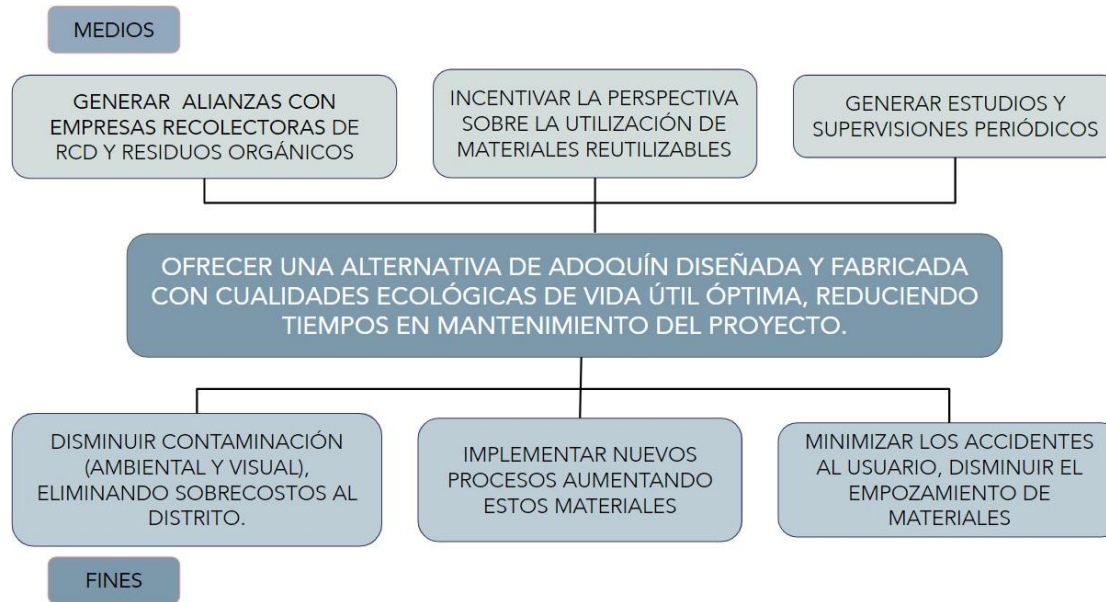 MEDIOS
GENERAR ALIANZAS CON
EMPRESAS RECOLECTORAS DE
RCD Y RESIDUOS ORGÁNICOS
INCENTIVAR LA PERSPECTIVA
SOBRE LA UTILIZACIÓN DE
MATERIALES REUTILIZABLES
GENERAR ESTUDIOS Y
SUPERVISIONES PERIÓDICOS
OFRECER UNA ALTERNATIVA DE ADOQUÍN DISEÑADA Y FABRICADA
CON CUALIDADES ECOLÓGICAS DE VIDA ÚTIL ÓPTIMA, REDUCIENDO
TIEMPOS EN MANTENIMIENTO DEL PROYECTO.
DISMINUIR CONTAMINACIÓN
(AMBIENTAL Y VISUAL),
ELIMINANDO SOBRECOSTOS AL
DISTRITO.
IMPLEMENTAR NUEVOS
PROCESOS AUMENTANDO
ESTOS MATERIALES
MINIMIZAR LOS ACCIDENTES
AL USUARIO, DISMINUIR EL
EMPOZAMIENTO DE
MATERIALES
FINES